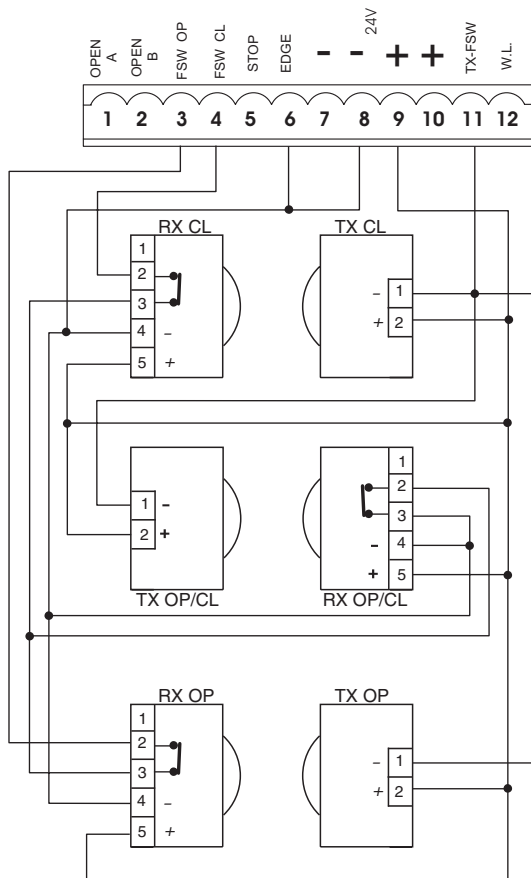 OPEN A
OPEN B
FSW OP
FSW CL
STOP
EDGE
- - 24V + +
TX-FSW
W.L.
1 2 3 4 5 6 7 8 9 10 11 12
RX CL
1
2
3
4 -
5 +
TX CL
- 1
+ 2
1 -
2 +
TX OP/CL
1
2
3
- 4
+ 5
RX OP/CL
RX OP
1
2
3
4 -
5 +
TX OP
- 1
+ 2